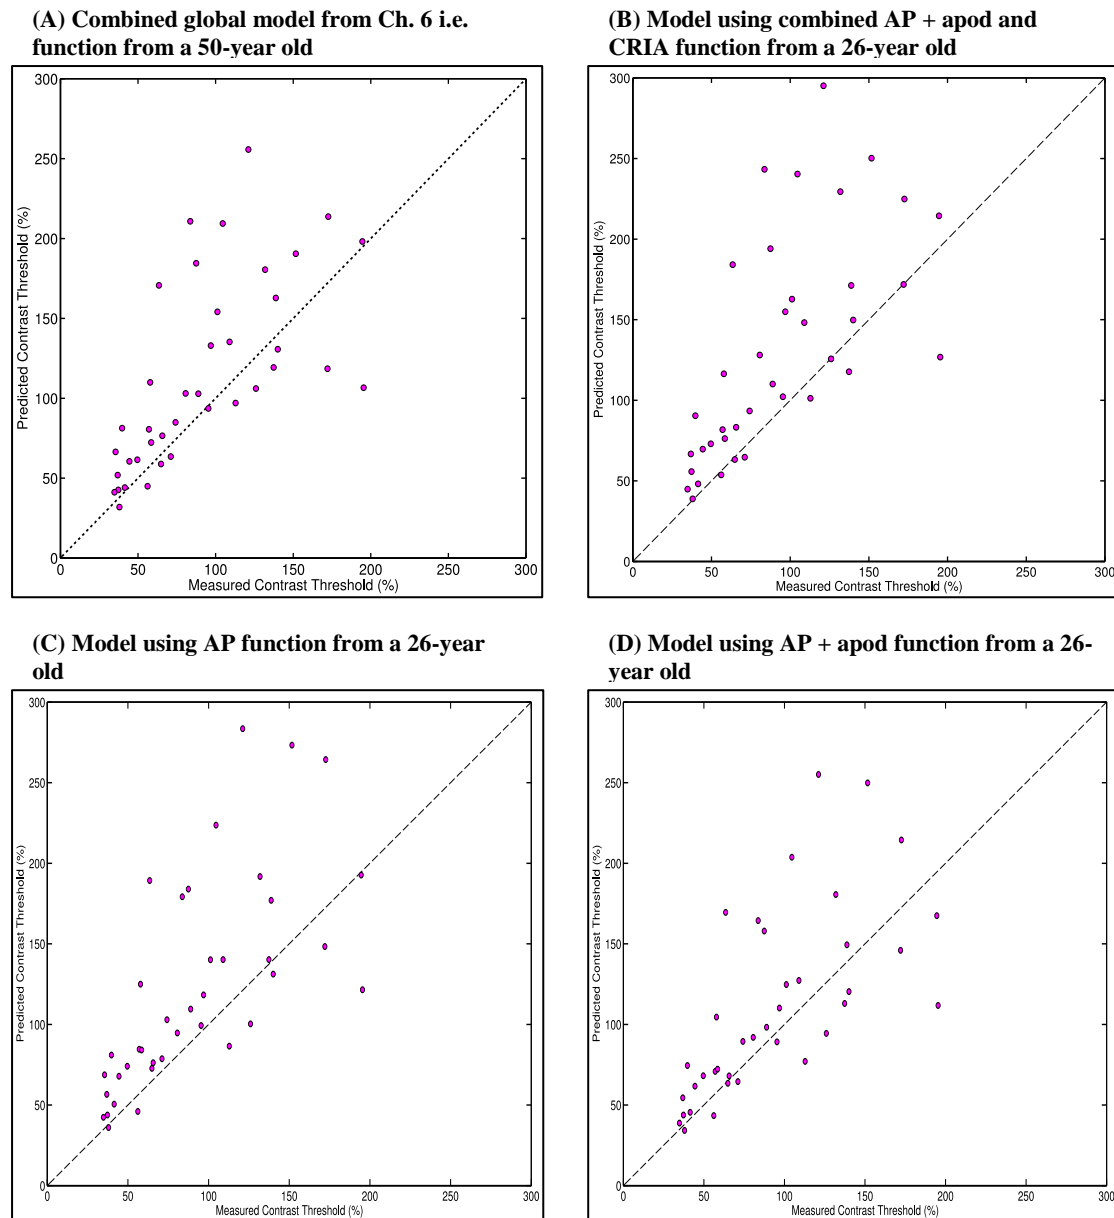 (A) Combined global model from Ch. 6 i.e.
function from a 50-year old
300
250
200
150
100
50
0
Predicted Contrast Threshold (%)
0 50 100 150 200 250 300
Measured Contrast Threshold (%)
(B) Model using combined AP + apod and
CRIA function from a 26-year old
300
250
200
150
100
50
0
Predicted Contrast Threshold (%)
0 50 100 150 200 250 300
Measured Contrast Threshold (%)
(C) Model using AP function from a 26-year
old
300
250
200
150
100
50
0
Predicted Contrast Threshold (%)
0 50 100 150 200 250 300
Measured Contrast Threshold (%)
(D) Model using AP + apod function from a 26-
year old
300
250
200
150
100
50
0
Predicted Contrast Threshold (%)
0 50 100 150 200 250 300
Measured Contrast Threshold (%)